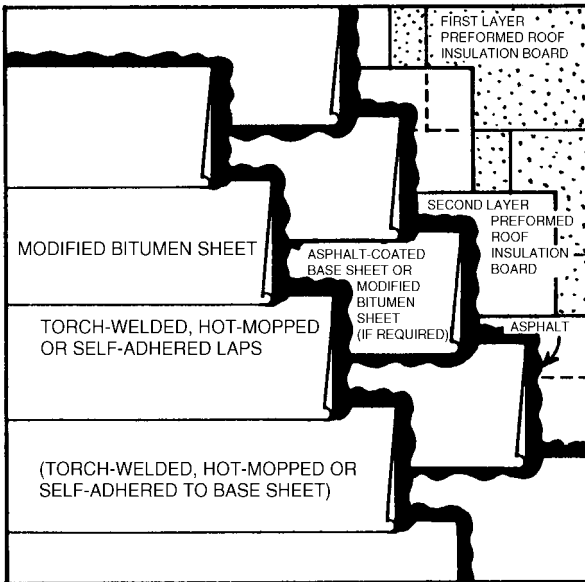 FIRST LAYER
PREFORMED ROOF
INSULATION BOARD
SECOND LAYER
PREFORMED
ROOF
INSULATION
BOARD
MODIFIED BITUMEN SHEET
ASPHALT-COATED
BASE SHEET OR
MODIFIED
BITUMEN
SHEET
(IF REQUIRED)
ASPHALT
TORCH-WELDED, HOT-MOPPED
OR SELF-ADHERED LAPS
(TORCH-WELDED, HOT-MOPPED OR
SELF-ADHERED TO BASE SHEET)